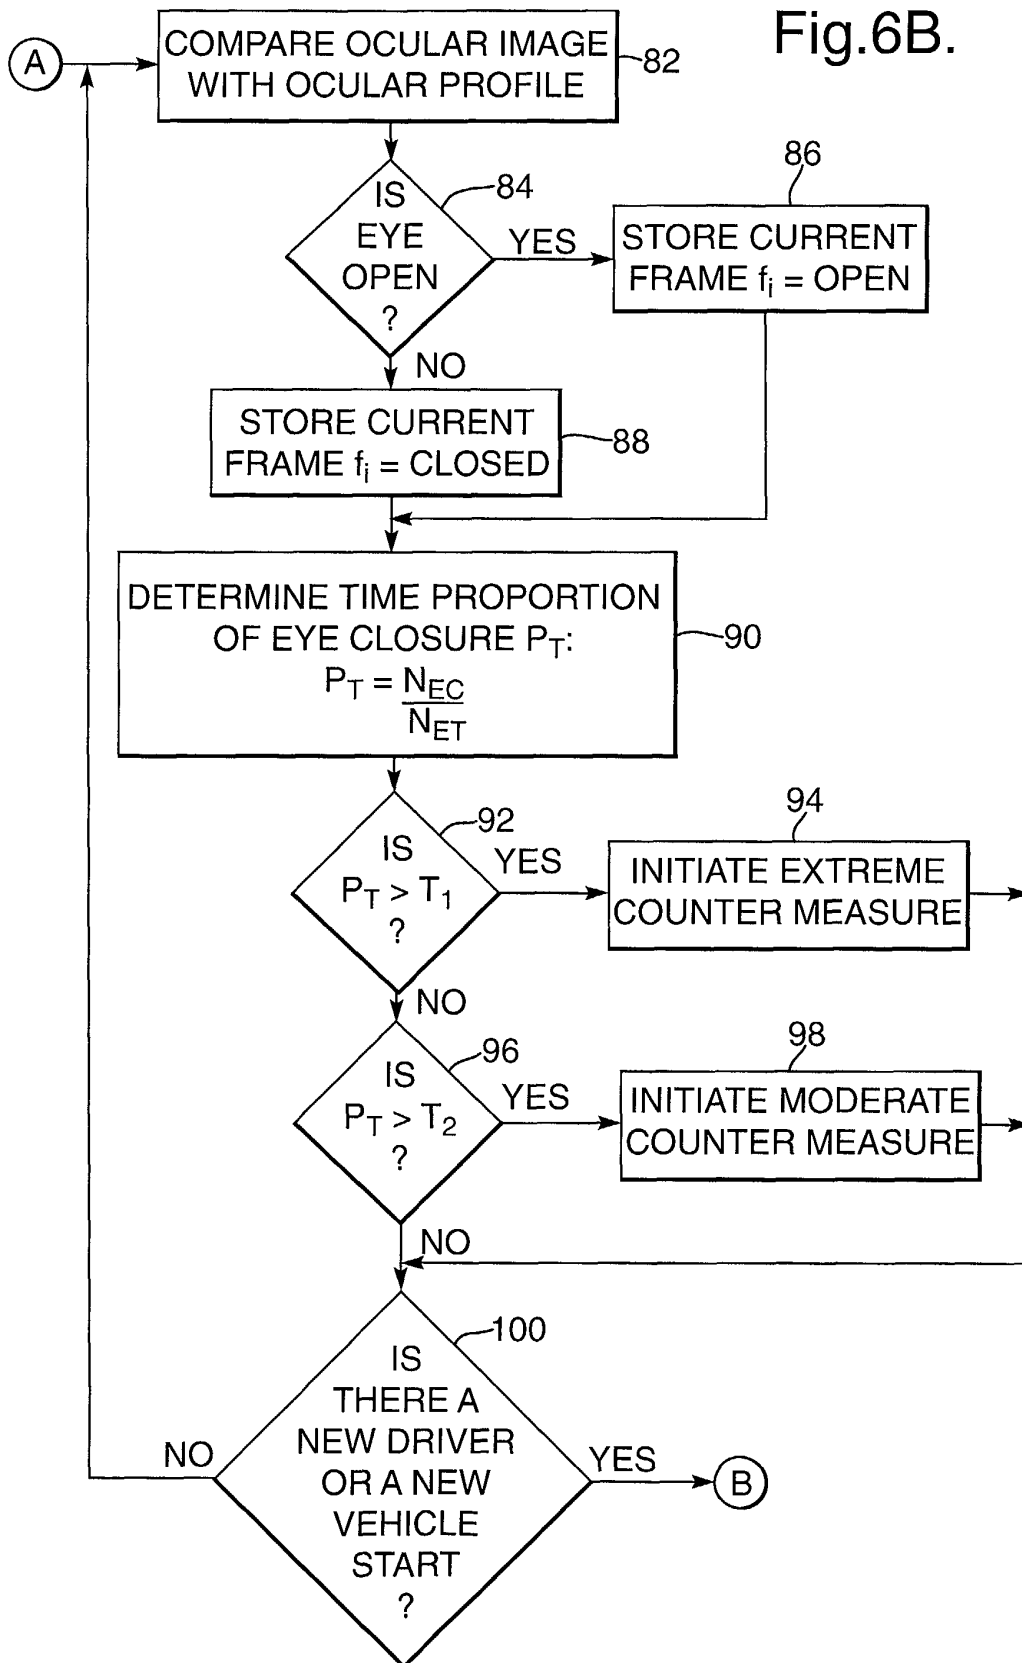 Fig.6B.
A
COMPARE OCULAR IMAGE
WITH OCULAR PROFILE
82
IS
EYE
OPEN
?
84
YES
86
STORE CURRENT
FRAME fi = OPEN
NO
STORE CURRENT
FRAME fi = CLOSED
88
DETERMINE TIME PROPORTION
OF EYE CLOSURE PT:
PT = NEC
NET
90
IS
PT > T1
?
92
YES
94
INITIATE EXTREME
COUNTER MEASURE
NO
IS
PT > T2
?
96
YES
98
INITIATE MODERATE
COUNTER MEASURE
NO
100
IS
THERE A
NEW DRIVER
OR A NEW
VEHICLE
START
?
NO
YES
B